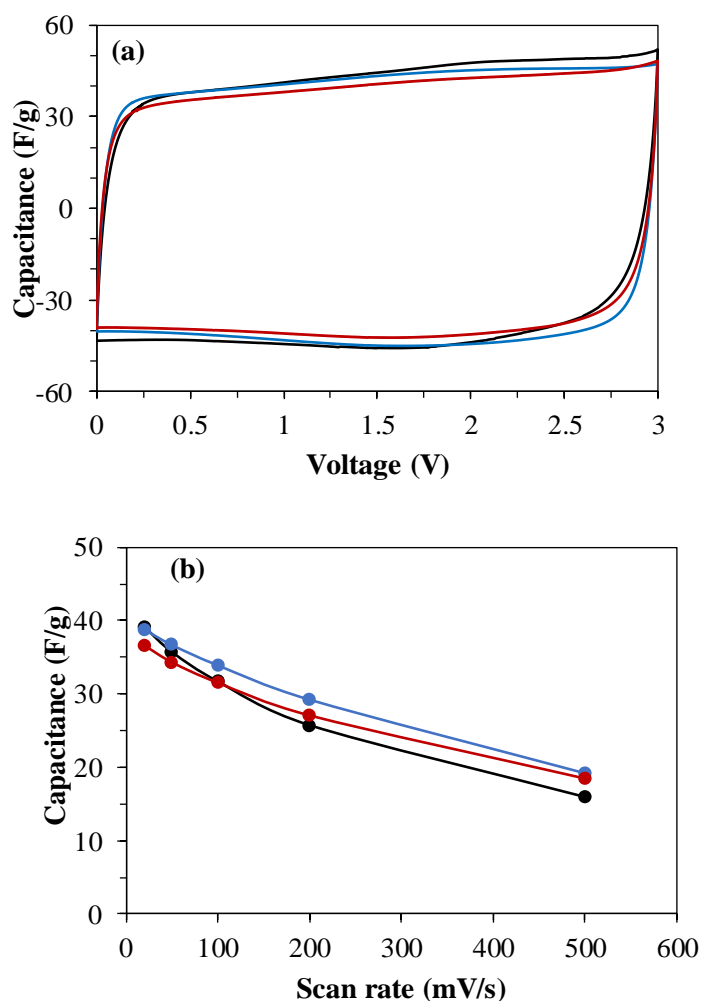 (a)
Capacitance (F/g)
60
30
0
-30
-60
0 0.5 1 1.5 2 2.5 3
Voltage (V)
(b)
Capacitance (F/g)
50
40
30
20
10
0
0 100 200 300 400 500 600
Scan rate (mV/s)